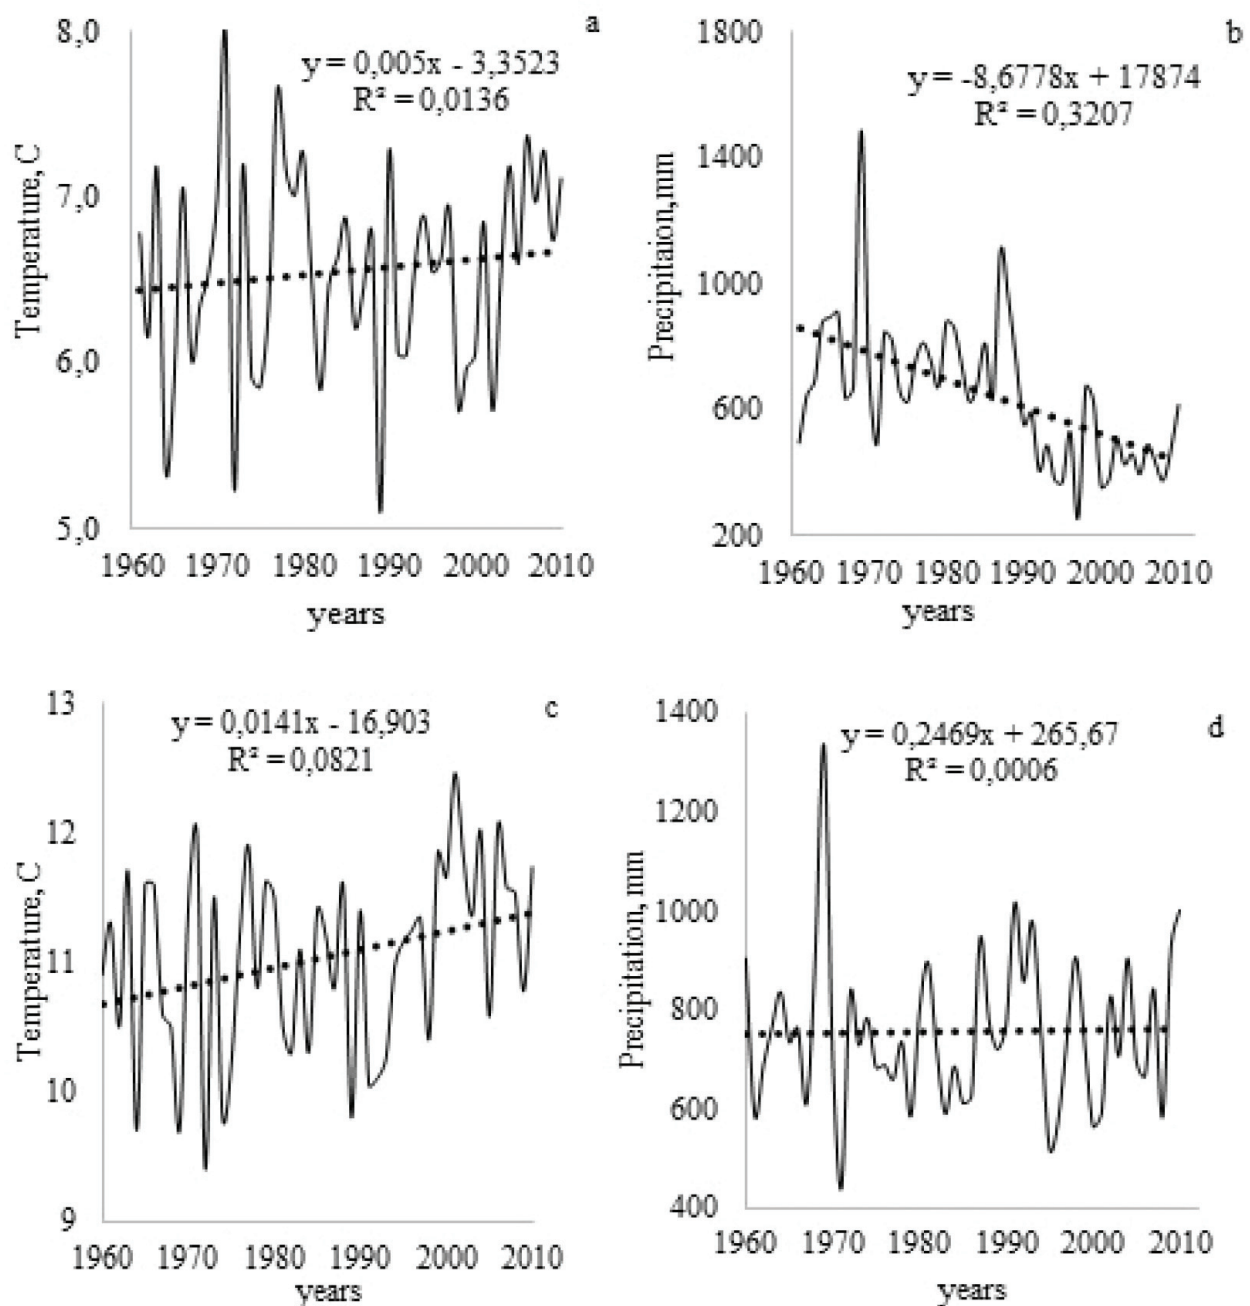 a
y = 0,005x - 3,3523
R² = 0,0136
Temperature, C
8,0
7,0
6,0
5,0
1960 1970 1980 1990 2000 2010
years
b
y = -8,6778x + 17874
R² = 0,3207
Precipitaion,mm
1800
1400
1000
600
200
1960 1970 1980 1990 2000 2010
years
c
y = 0,0141x - 16,903
R² = 0,0821
Temperature, C
13
12
11
10
9
1960 1970 1980 1990 2000 2010
years
d
y = 0,2469x + 265,67
R² = 0,0006
Precipitation, mm
1400
1200
1000
800
600
400
1960 1970 1980 1990 2000 2010
years